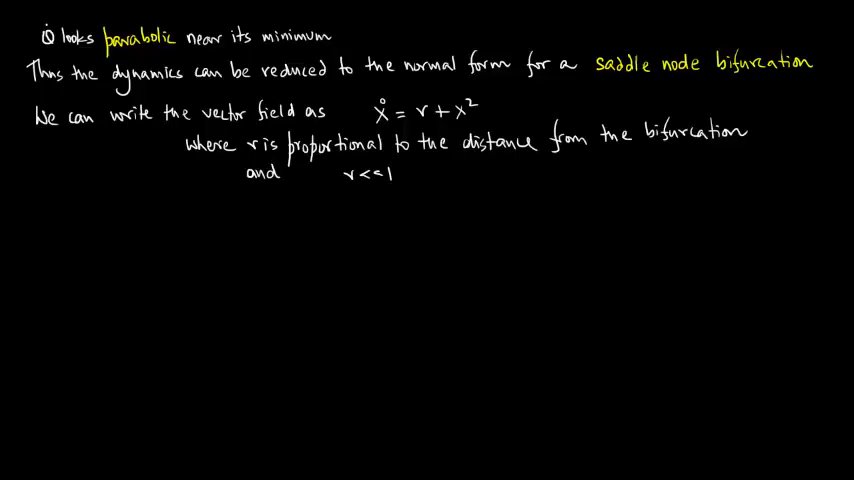 θ̇ looks parabolic near its minimum
Thus the dynamics can be reduced to the normal form for a saddle node bifurcation
We can write the vector field as ẋ = r + x²
where r is proportional to the distance from the bifurcation
and r <<1